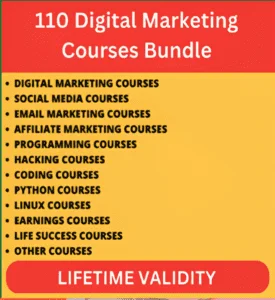 110 Digital Marketing
Courses Bundle
• DIGITAL MARKETING COURSES
• SOCIAL MEDIA COURSES
• EMAIL MARKETING COURSES
• AFFILIATE MARKETING COURSES
• PROGRAMMING COURSES
• HACKING COURSES
• CODING COURSES
• PYTHON COURSES
• LINUX COURSES
• EARNINGS COURSES
• LIFE SUCCESS COURSES
• OTHER COURSES
LIFETIME VALIDITY